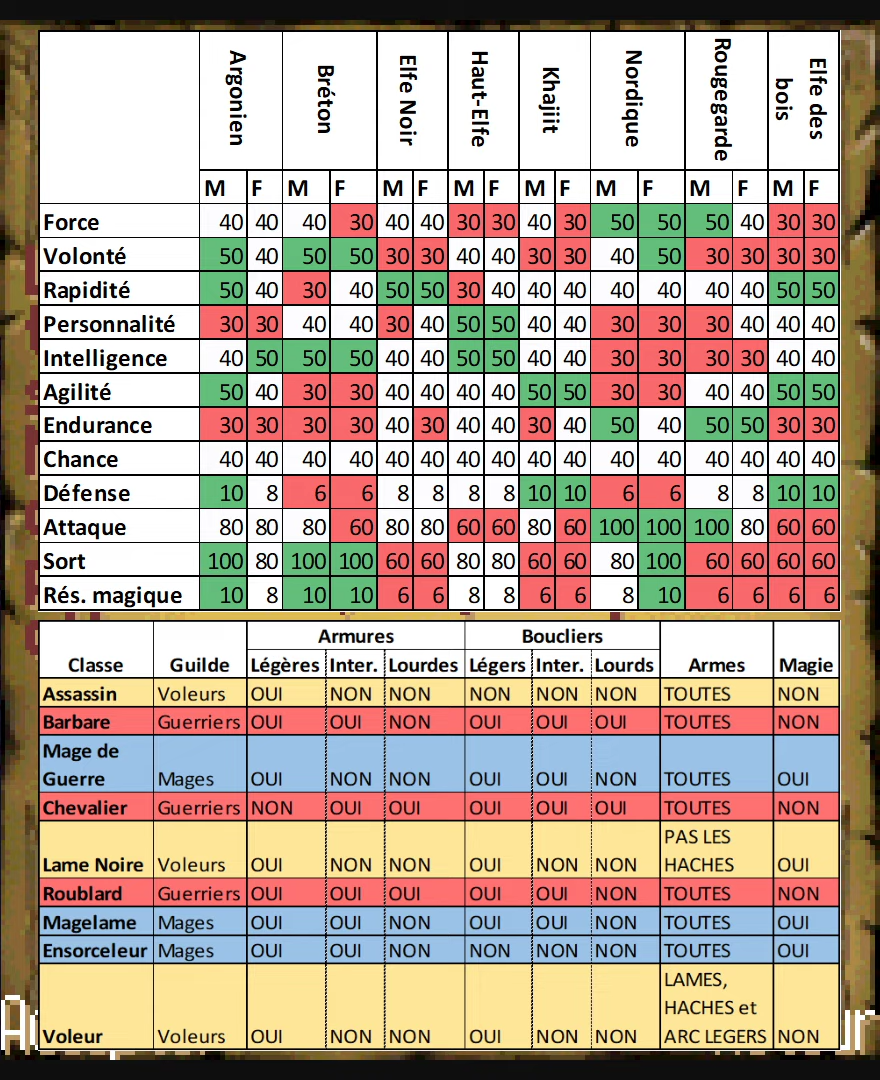 Argonien Bréton Elfe Noir Haut-Elfe Khajiit Nordique Rougegarde Elfe des bois
M F M F M F M F M F M F M F M F
Force 40 40 40 30 40 40 30 30 40 30 50 50 50 40 30 30
Volonté 50 40 50 50 30 30 40 40 30 30 40 50 30 30 30 30
Rapidité 50 40 30 40 50 50 30 40 40 40 40 40 40 40 50 50
Personnalité 30 30 40 40 30 40 50 50 40 40 30 30 30 40 40 40
Intelligence 40 50 50 50 40 40 50 50 40 40 30 30 30 30 40 40
Agilité 50 40 30 30 40 40 40 40 50 50 30 30 40 40 50 50
Endurance 30 30 30 30 40 30 40 40 30 40 50 40 50 50 30 30
Chance 40 40 40 40 40 40 40 40 40 40 40 40 40 40 40 40
Défense 10 8 6 6 8 8 8 8 10 10 6 6 8 8 10 10
Attaque 80 80 80 60 80 80 60 60 80 60 100 100 100 80 60 60
Sort 100 80 100 100 60 60 80 80 60 60 80 100 60 60 60 60
Rés. magique 10 8 10 10 6 6 8 8 6 6 8 10 6 6 6 6
Armures Boucliers
Classe Guilde Légères Inter. Lourdes Légers Inter. Lourds Armes Magie
Assassin Voleurs OUI NON NON NON NON NON TOUTES NON
Barbare Guerriers OUI OUI NON OUI OUI OUI TOUTES NON
Mage de
Guerre Mages OUI NON NON OUI OUI NON TOUTES OUI
Chevalier Guerriers NON OUI OUI OUI OUI OUI TOUTES NON
PAS LES
Lame Noire Voleurs OUI NON NON OUI NON NON HACHES OUI
Roublard Guerriers OUI OUI OUI OUI OUI NON TOUTES NON
Magelame Mages OUI OUI NON OUI OUI NON TOUTES OUI
Ensorceleur Mages OUI OUI NON NON NON NON TOUTES OUI
LAMES,
HACHES et
Voleur Voleurs OUI NON NON OUI NON NON ARC LEGERS NON